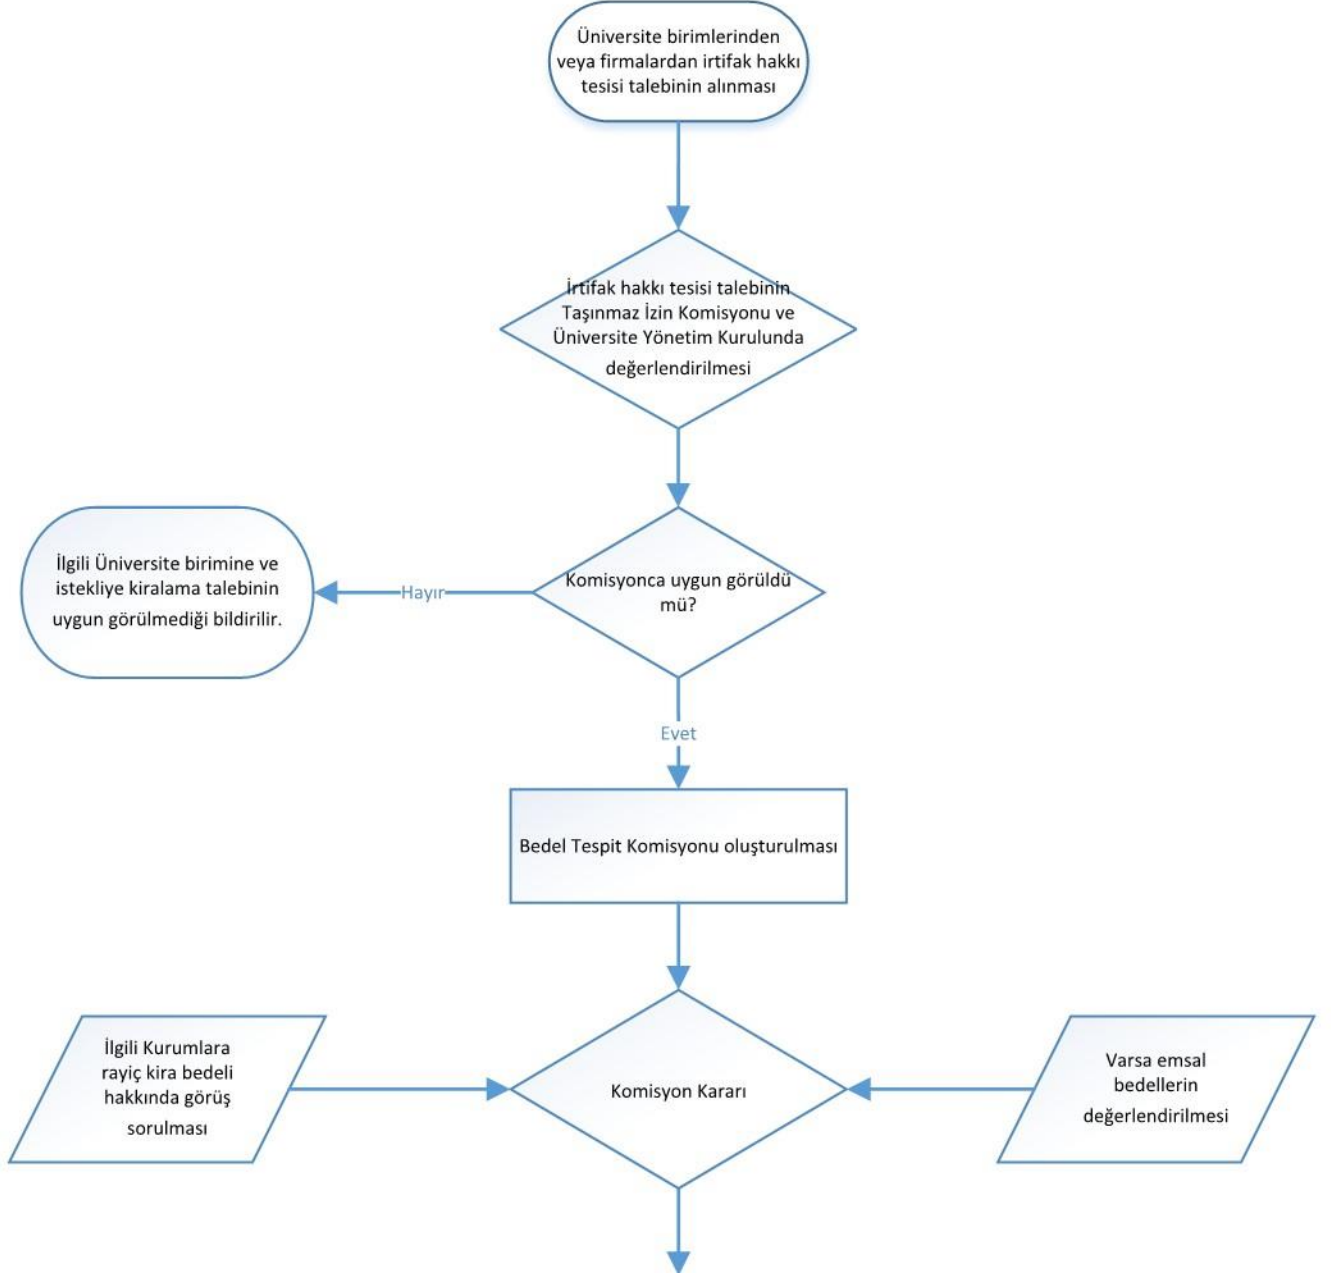 Üniversite birimlerinden
veya firmalardan irtifak hakkı
tesisi talebinin alınması
İrtifak hakkı tesisi talebinin
Taşınmaz İzin Komisyonu ve
Üniversite Yönetim Kurulunda
değerlendirilmesi
Komisyonca uygun görüldü
mü?
Hayır
İlgili Üniversite birimine ve
istekliye kiralama talebinin
uygun görülmediği bildirilir.
Evet
Bedel Tespit Komisyonu oluşturulması
İlgili Kurumlara
rayiç kira bedeli
hakkında görüş
sorulması
Komisyon Kararı
Varsa emsal
bedellerin
değerlendirilmesi